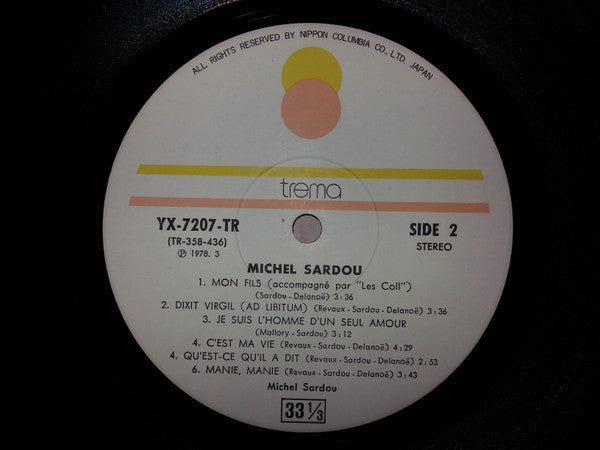 ALL RIGHTS RESERVED BY NIPPON COLUMBIA CO., LTD. JAPAN
trema
YX-7207-TR
(TR-358-436)
Ⓟ 1978. 3
SIDE 2
STEREO
MICHEL SARDOU
1. MON FILS (accompagné par "Les Coll")
(Sardou - Delanoë) 3:36
2. DIXIT VIRGIL (AD LIBITUM) (Revaux - Sardou - Delanoë) 3:36
3. JE SUIS L'HOMME D'UN SEUL AMOUR
(Mallory - Sardou) 3:12
4. C'EST MA VIE (Revaux - Sardou - Delanoë) 4:29
4. QU'EST-CE QU'IL A DIT (Revaux - Sardou - Delanoë) 2:53
6. MANIE, MANIE (Revaux - Sardou - Delanoë) 3:43
Michel Sardou
33 1/3